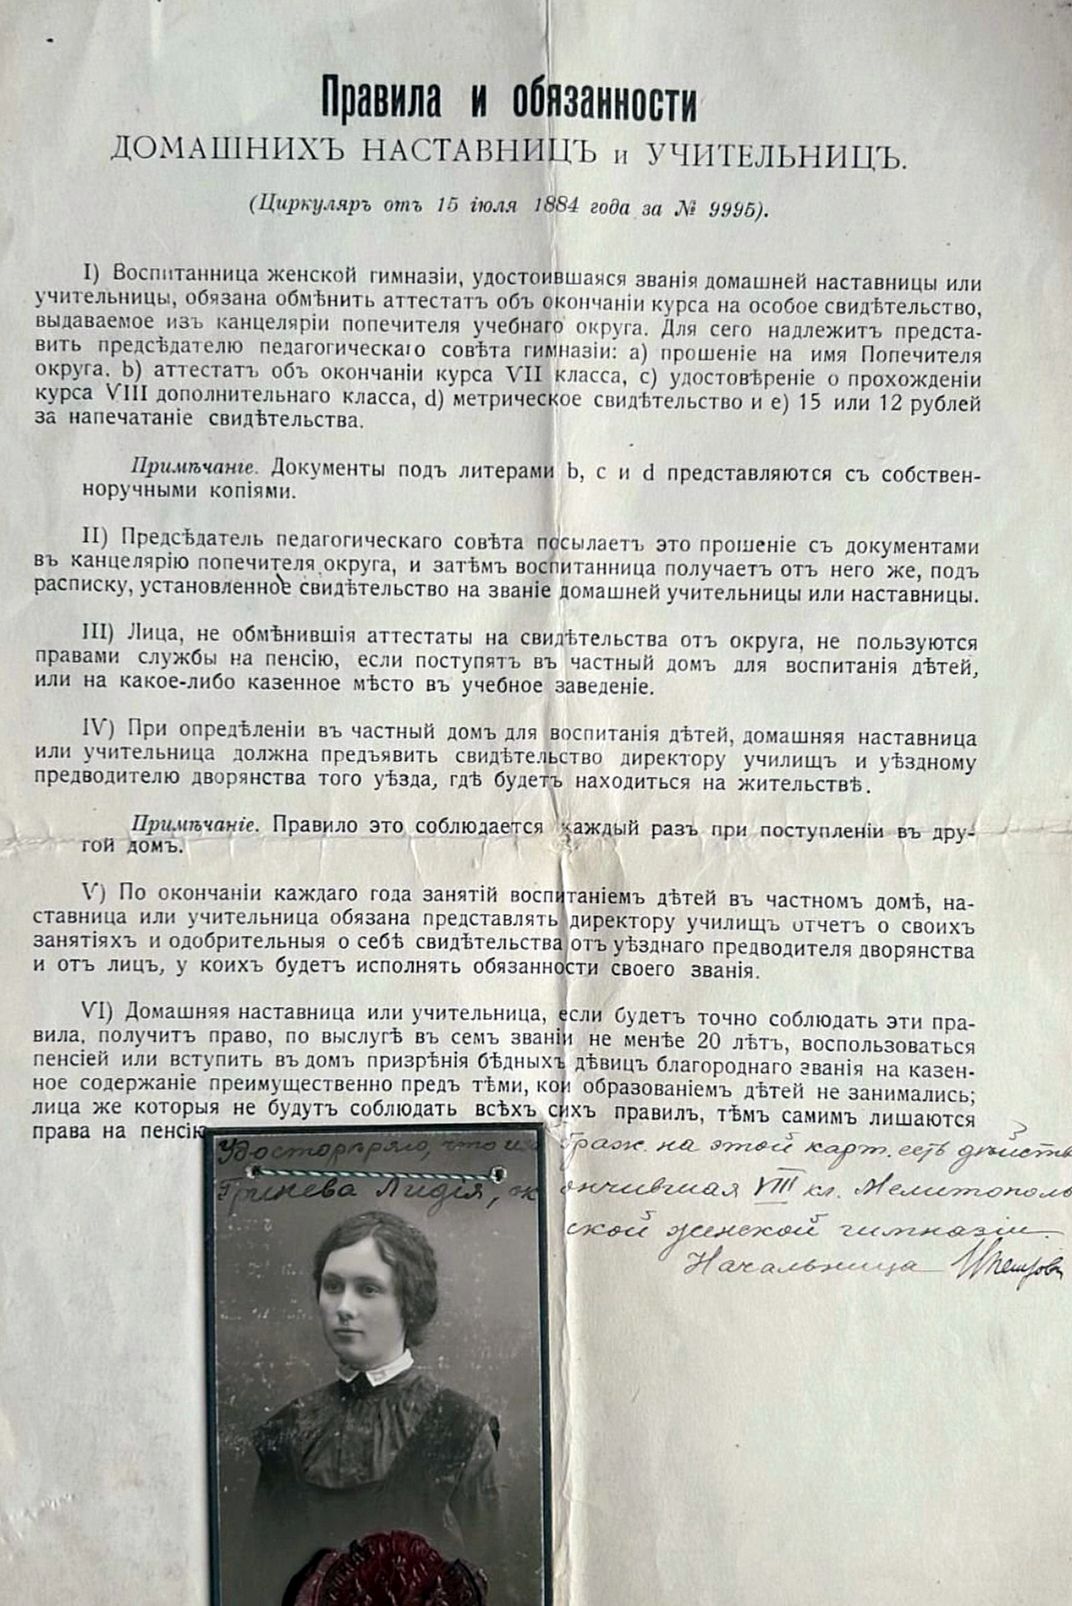 Правила и обязанности
ДОМАШНИХЪ НАСТАВНИЦЪ и УЧИТЕЛЬНИЦЪ.
(Циркуляръ отъ 15 іюля 1884 года за № 9995).
I) Воспитанница женской гимназіи, удостоившаяся званія домашней наставницы или
учительницы, обязана обмѣнить аттестатъ объ окончаніи курса на особое свидѣтельство,
выдаваемое изъ канцеляріи попечителя учебнаго округа. Для сего надлежитъ предста-
вить предсѣдателю педагогическаго совѣта гимназіи: а) прошеніе на имя Попечителя
округа. b) аттестатъ объ окончаніи курса VII класса, с) удостовѣреніе о прохожденіи
курса VIII дополнительнаго класса, d) метрическое свидѣтельство и е) 15 или 12 рублей
за напечатаніе свидѣтельства.
Примѣчаніе. Документы подъ литерами b, с и d представляются съ собствен-
норучными копіями.
II) Предсѣдатель педагогическаго совѣта посылаетъ это прошеніе съ документами
въ канцелярію попечителя округа, и затѣмъ воспитанница получаетъ отъ него же, подъ
расписку, установленное свидѣтельство на званіе домашней учительницы или наставницы.
III) Лица, не обмѣнившія аттестаты на свидѣтельства отъ округа, не пользуются
правами службы на пенсію, если поступятъ въ частный домъ для воспитанія дѣтей,
или на какое-либо казенное мѣсто въ учебное заведеніе.
IV) При опредѣленіи въ частный домъ для воспитанія дѣтей, домашняя наставница
или учительница должна предъявить свидѣтельство директору училищъ и уѣздному
предводителю дворянства того уѣзда, гдѣ будетъ находиться на жительствѣ.
Примѣчаніе. Правило это соблюдается каждый разъ при поступленіи въ дру-
гой домъ.
V) По окончаніи каждаго года занятій воспитаніемъ дѣтей въ частномъ домѣ, на-
ставница или учительница обязана представлять директору училищъ отчетъ о своихъ
занятіяхъ и одобрительныя о себѣ свидѣтельства отъ уѣзднаго предводителя дворянства
и отъ лицъ, у коихъ будетъ исполнять обязанности своего званія.
VI) Домашняя наставница или учительница, если будетъ точно соблюдать эти пра-
вила, получитъ право, по выслугѣ въ семъ званіи не менѣе 20 лѣтъ, воспользоваться
пенсіей или вступить въ домъ призрѣнія бѣдныхъ дѣвицъ благороднаго званія на казен-
ное содержаніе преимущественно предъ тѣми, кои образованіемъ дѣтей не занимались;
лица же которыя не будутъ соблюдать всѣхъ сихъ правилъ, тѣмъ самимъ лишаются
права на пенсію
Удостовѣряю, что изображ. на этой карт. есть дѣйств
Гринева Лидія, окончившая VIII кл. Мелитополь
ской женской гимназіи.
Начальница